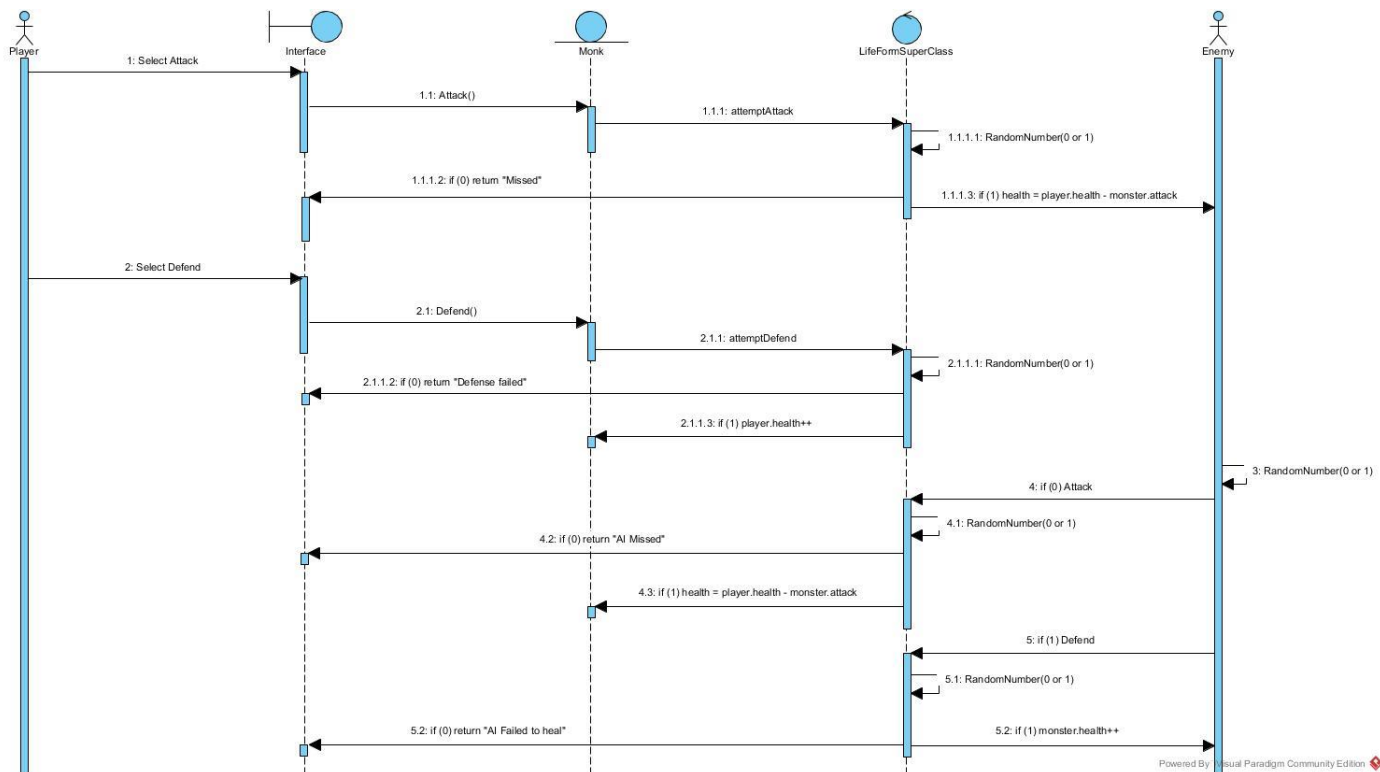 Player
Interface
Monk
LifeFormSuperClass
Enemy
1: Select Attack
1.1: Attack()
1.1.1: attemptAttack
1.1.1.1: RandomNumber(0 or 1)
1.1.1.2: if (0) return "Missed"
1.1.1.3: if (1) health = player.health - monster.attack
2: Select Defend
2.1: Defend()
2.1.1: attemptDefend
2.1.1.1: RandomNumber(0 or 1)
2.1.1.2: if (0) return "Defense failed"
2.1.1.3: if (1) player.health++
3: RandomNumber(0 or 1)
4: if (0) Attack
4.1: RandomNumber(0 or 1)
4.2: if (0) return "AI Missed"
4.3: if (1) health = player.health - monster.attack
5: if (1) Defend
5.1: RandomNumber(0 or 1)
5.2: if (0) return "AI Failed to heal"
5.2: if (1) monster.health++
Powered By Visual Paradigm Community Edition